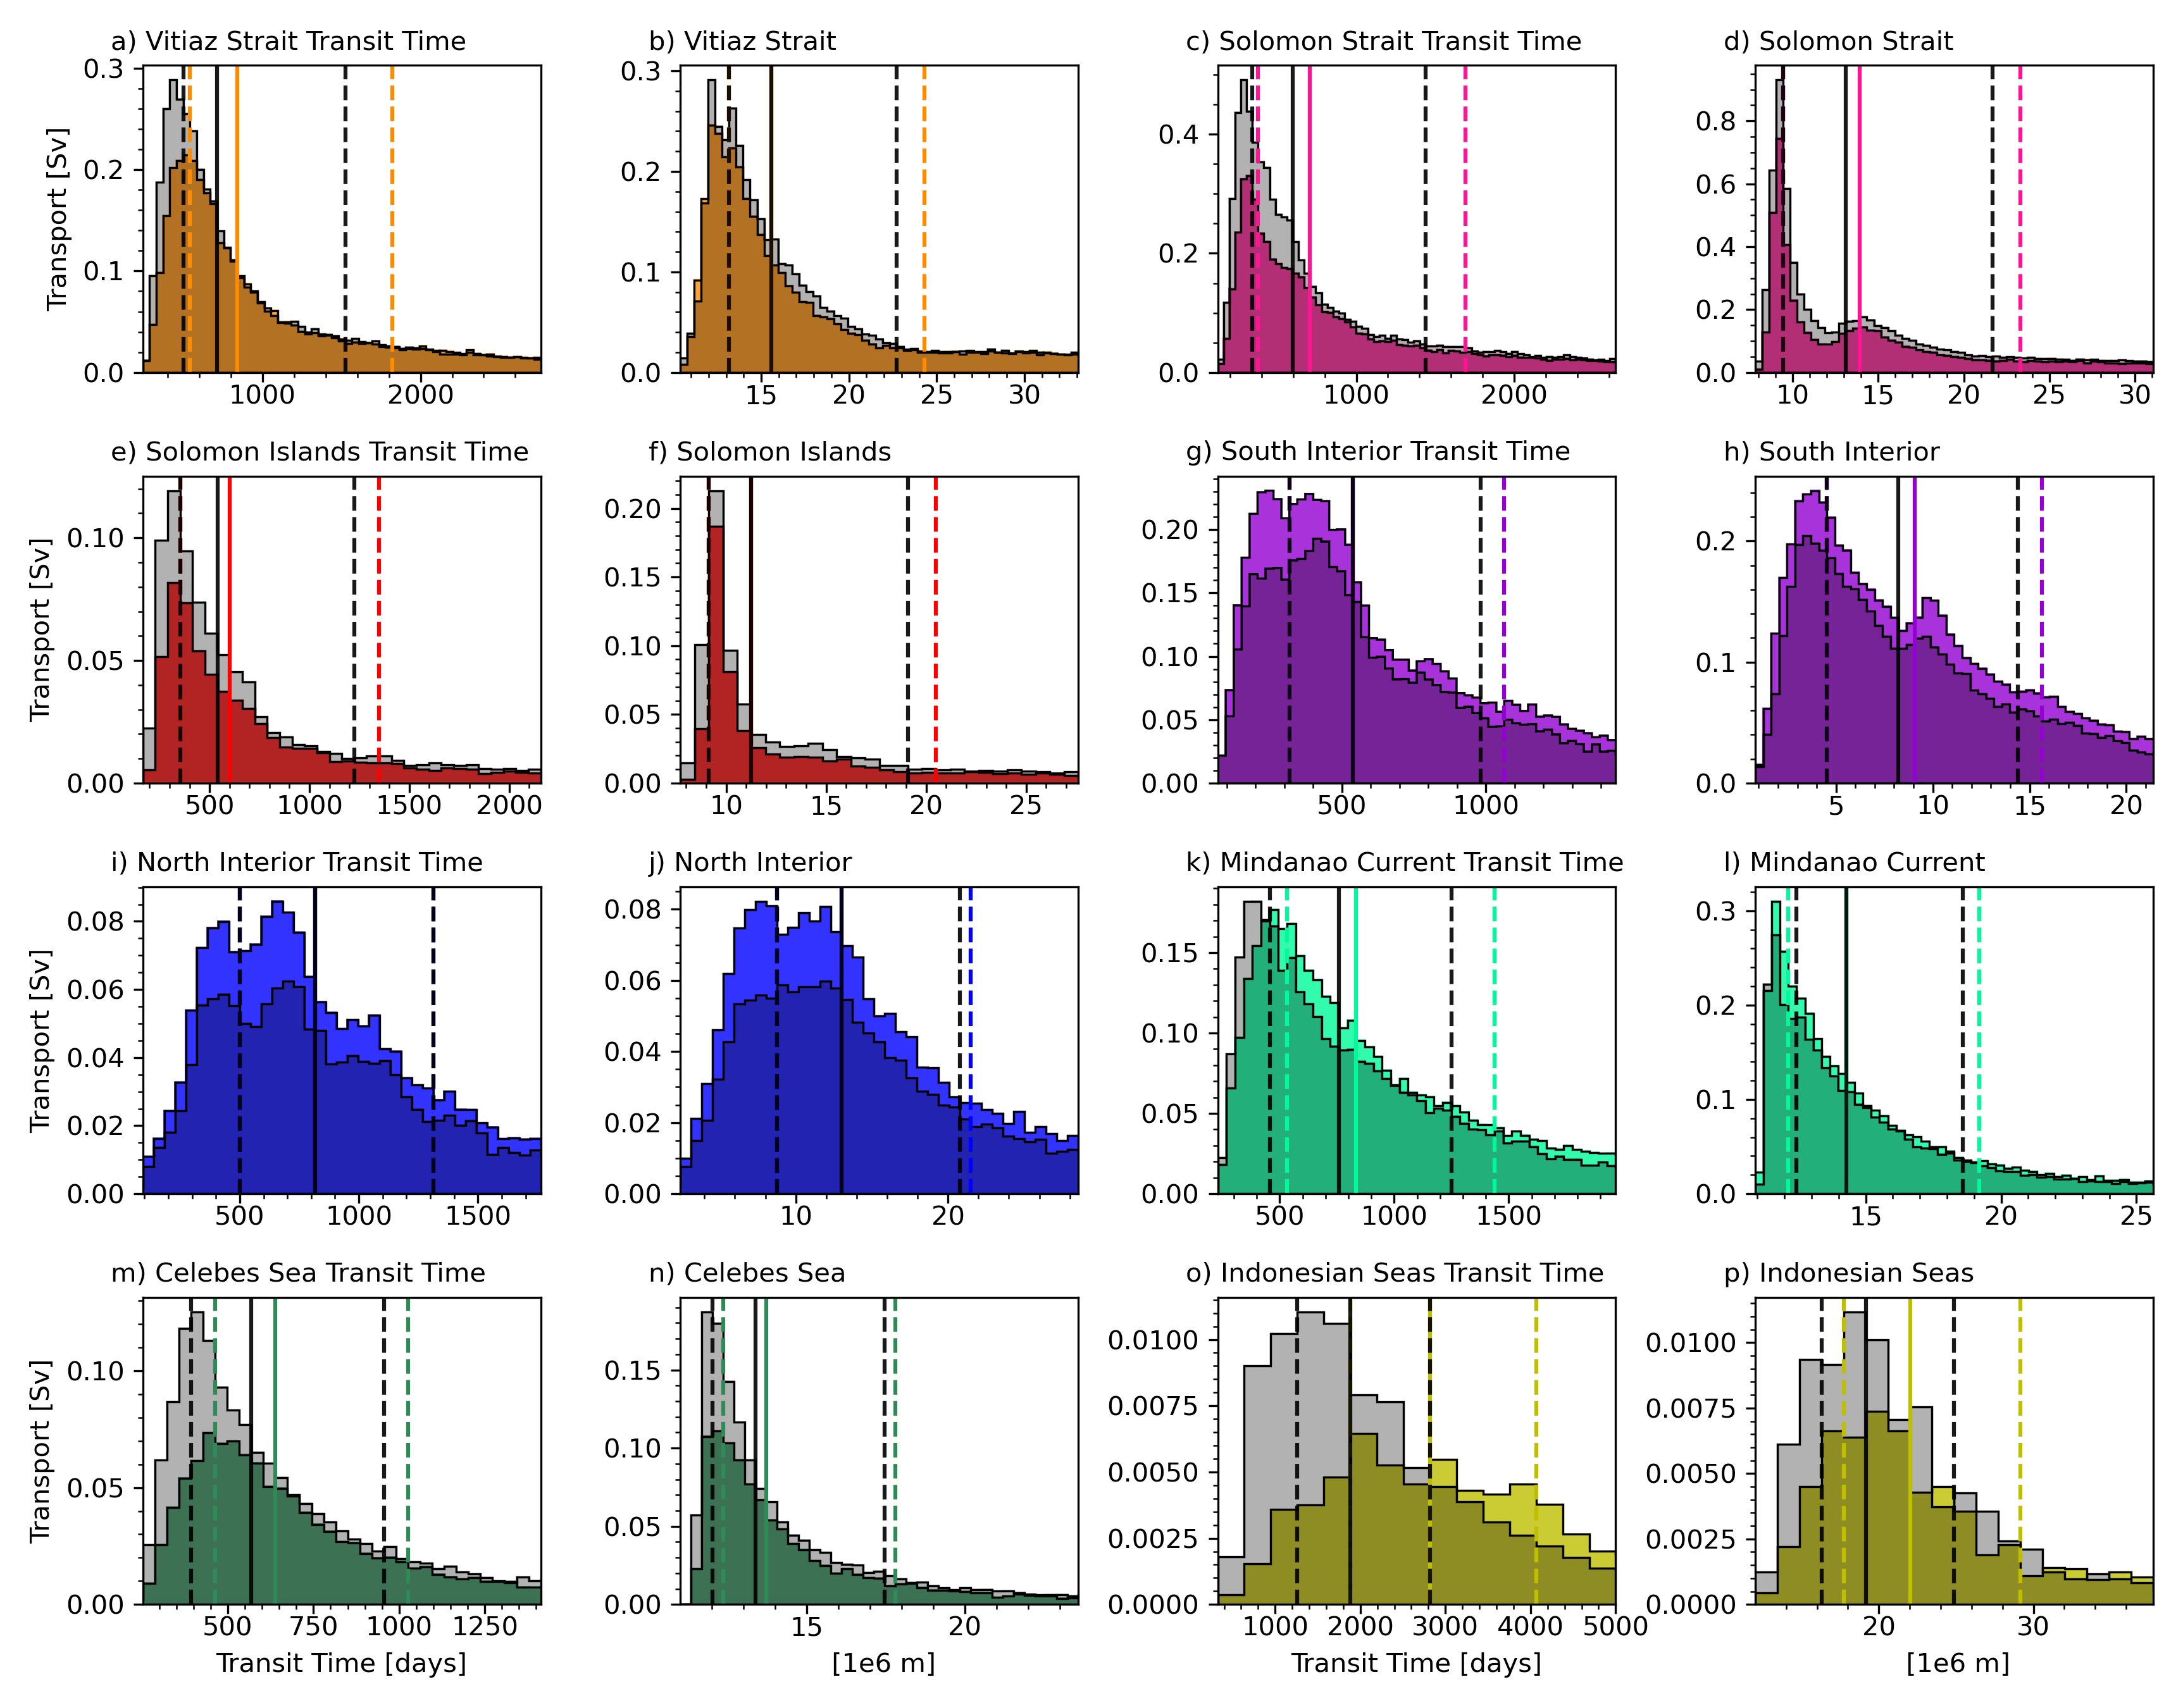 a) Vitiaz Strait Transit Time
b) Vitiaz Strait
c) Solomon Strait Transit Time
d) Solomon Strait
Transport [Sv]
0.3
0.2
0.1
0.0
1000 2000
0.3
0.2
0.1
0.0
15 20 25 30
0.4
0.2
0.0
1000 2000
0.8
0.6
0.4
0.2
0.0
10 15 20 25 30
e) Solomon Islands Transit Time
f) Solomon Islands
g) South Interior Transit Time
h) South Interior
Transport [Sv]
0.10
0.05
0.00
500 1000 1500 2000
0.20
0.15
0.10
0.05
0.00
10 15 20 25
0.20
0.15
0.10
0.05
0.00
500 1000
0.2
0.1
0.0
5 10 15 20
i) North Interior Transit Time
j) North Interior
k) Mindanao Current Transit Time
l) Mindanao Current
Transport [Sv]
0.08
0.06
0.04
0.02
0.00
500 1000 1500
0.08
0.06
0.04
0.02
0.00
10 20
0.15
0.10
0.05
0.00
500 1000 1500
0.3
0.2
0.1
0.0
15 20 25
m) Celebes Sea Transit Time
n) Celebes Sea
o) Indonesian Seas Transit Time
p) Indonesian Seas
Transport [Sv]
0.10
0.05
0.00
500 750 1000 1250
Transit Time [days]
0.15
0.10
0.05
0.00
15 20
[1e6 m]
0.0100
0.0075
0.0050
0.0025
0.0000
1000 2000 3000 4000 5000
Transit Time [days]
0.0100
0.0075
0.0050
0.0025
0.0000
20 30
[1e6 m]